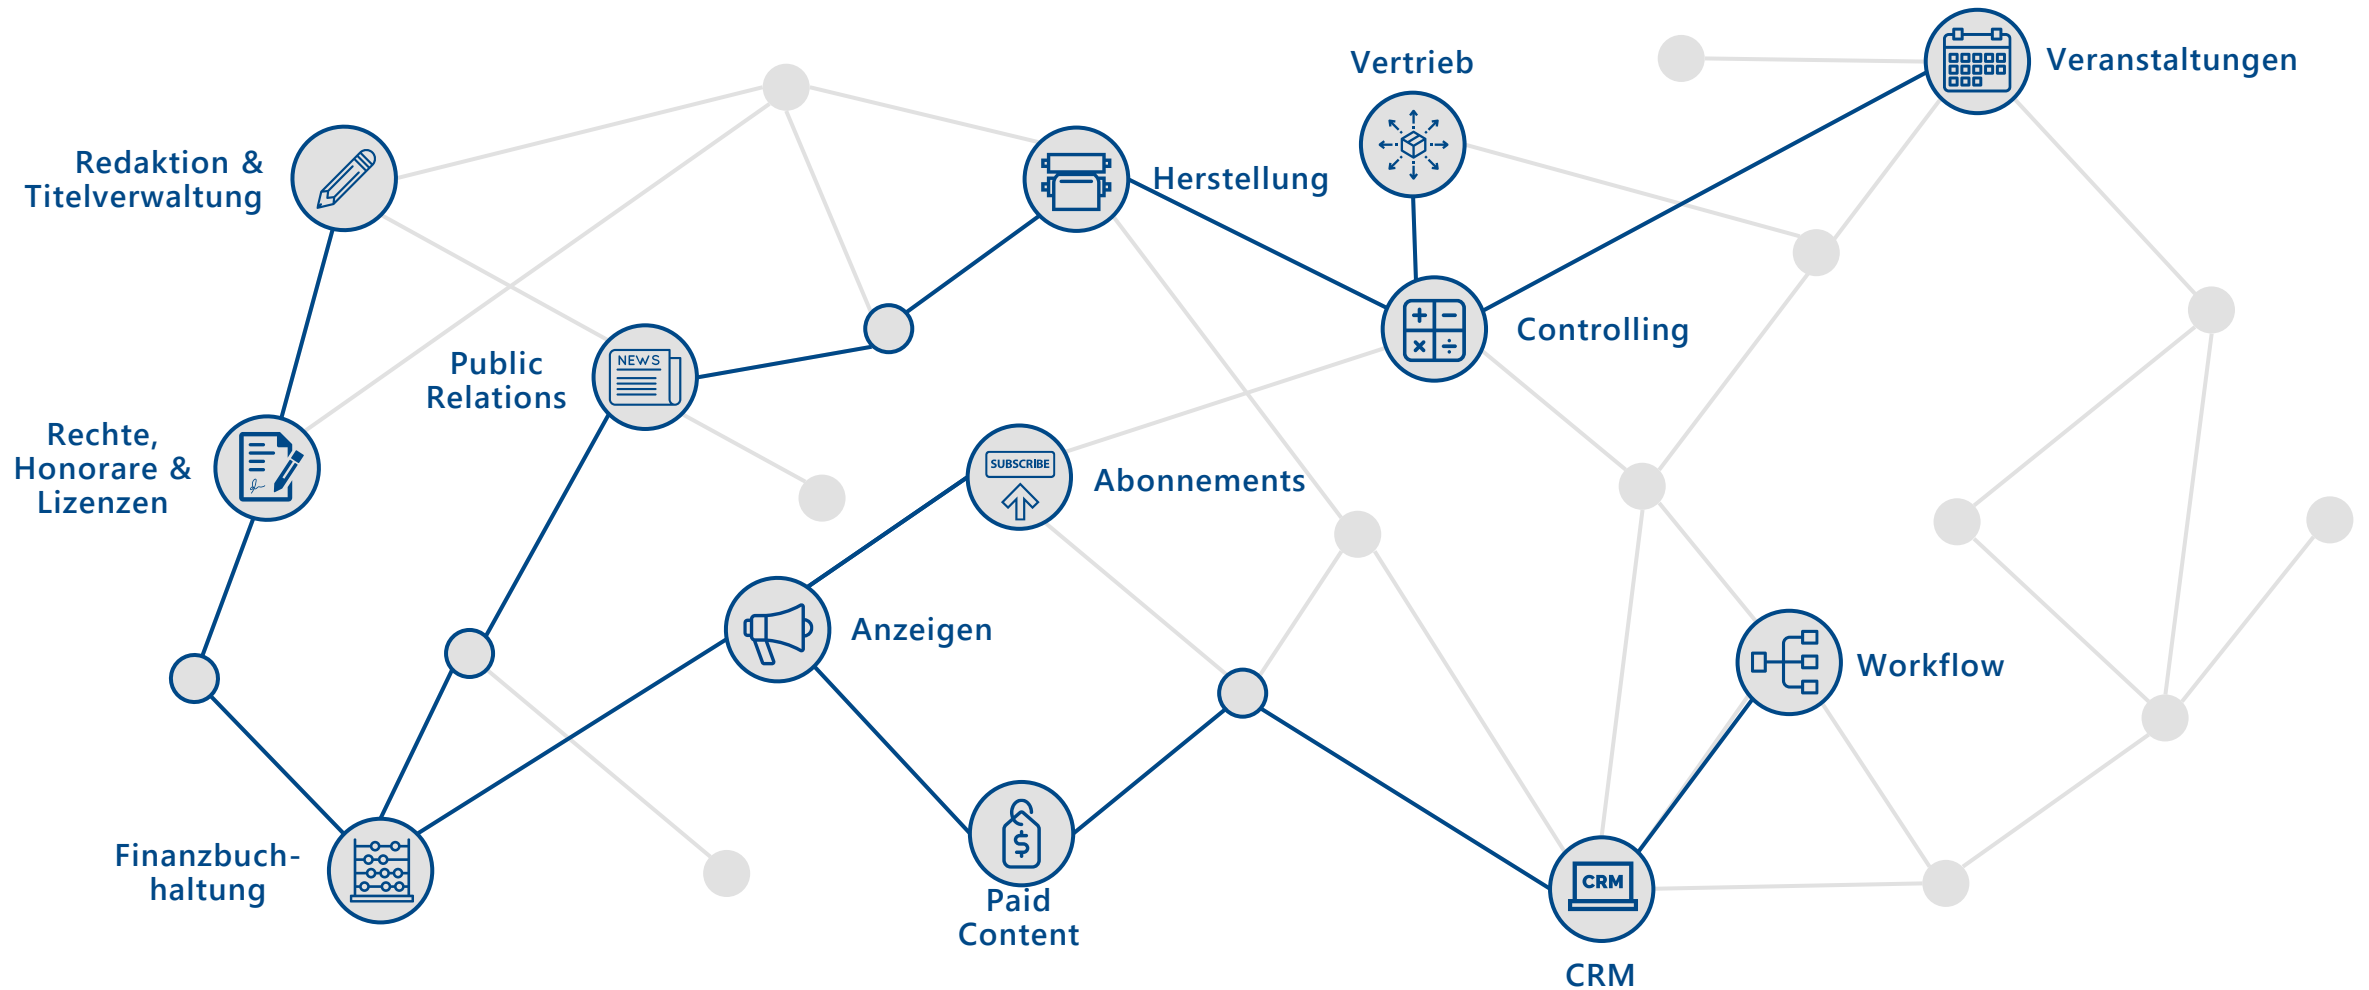 Vertrieb
Veranstaltungen
Redaktion &
Titelverwaltung
Herstellung
Controlling
Public
Relations
NEWS
Rechte,
Honorare &
Lizenzen
SUBSCRIBE
Abonnements
Anzeigen
Workflow
Finanzbuch-
haltung
$
Paid
Content
CRM
CRM